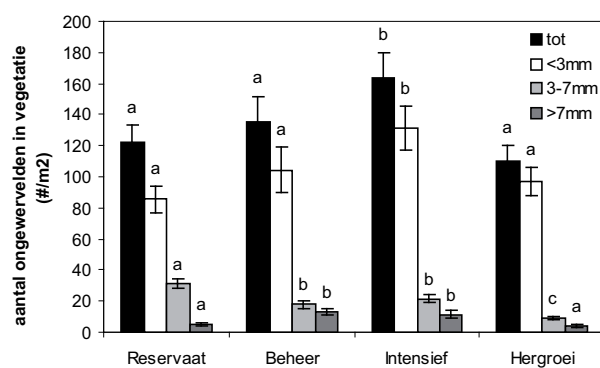 aantal ongewervelden in vegetatie
(#/m2)
200
180
160
140
120
100
80
60
40
20
0
a a a a
a a b b
b b b b
a a c a
Reservaat Beheer Intensief Hergroei
tot
<3mm
3-7mm
>7mm